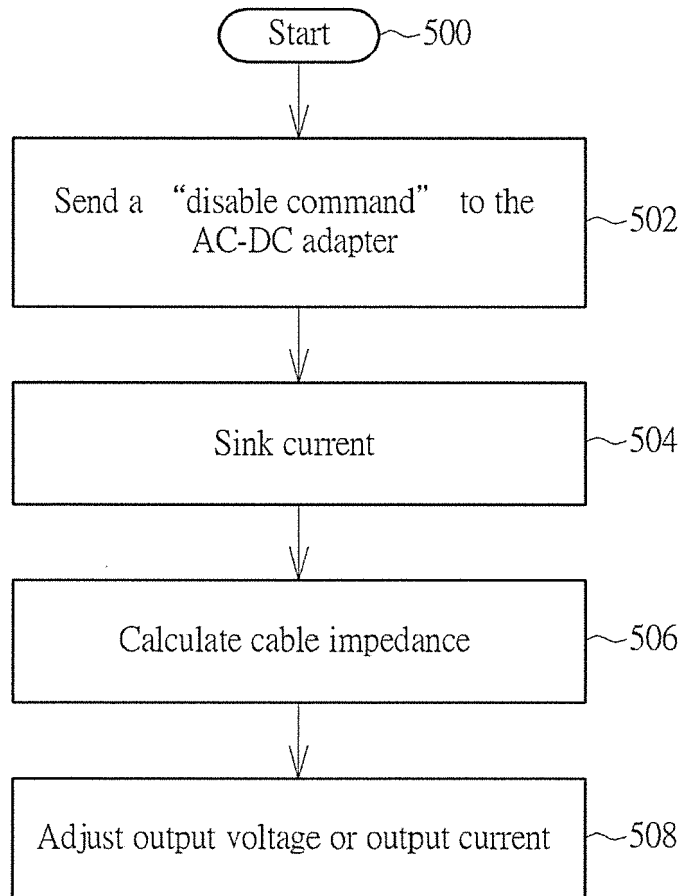 Start
500
Send a “disable command” to the
AC-DC adapter
502
Sink current
504
Calculate cable impedance
506
Adjust output voltage or output current
508